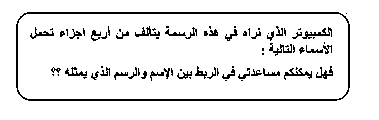 الكمبيوتر الذي نراه في هذه الرسمة يتألف من أربع اجزاء تحمل
الأسماء التالية :
فهل يمكنكم مساعدتي في الربط بين الإسم والرسم الذي يمثله ؟؟